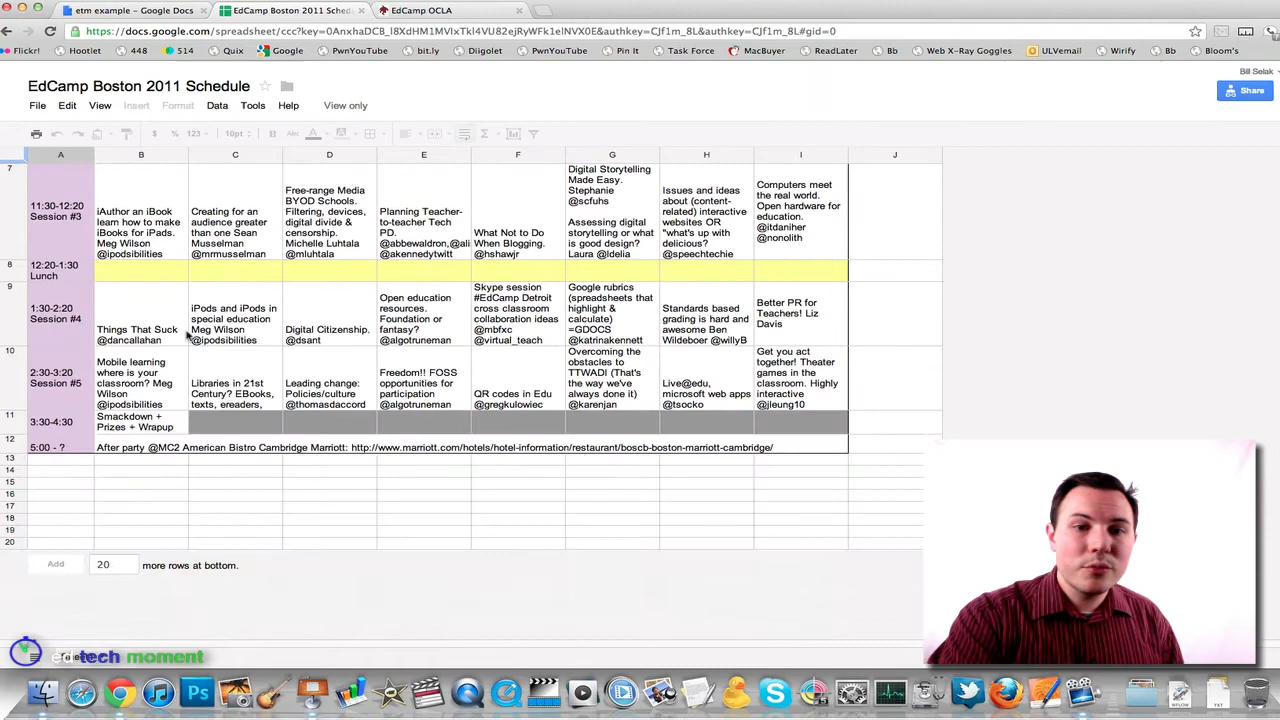 etm example – Google Docs
EdCamp Boston 2011 Sched
EdCamp OCLA
https://docs.google.com/spreadsheet/
Flickr!
Hootlet
448
514
Quix
Google
PwnYouTube
bit.ly
Diigolet
PwnYouTube
Pin It
Task Force
MacBuyer
ReadLater
Bb
Web X-Ray Goggles
ULVemail
Wirify
Bb
Bloom's
Bill Selak
EdCamp Boston 2011 Schedule
Share
File Edit View Insert Format Data Tools Help View only
$ % 123 10pt B Abc A
A B C D E F G H I J
7
11:30-12:20
Session #3
iAuthor an iBook
learn how to make
iBooks for iPads.
Meg Wilson
@ipodsibilities
Creating for an
audience greater
than one Sean
Musselman
@mrmusselman
Free-range Media
BYOD Schools.
Filtering, devices,
digital divide &
censorship.
Michelle Luhtala
@mluhtala
Planning Teacher-
to-teacher Tech
PD.
@abbewaldron,@ali
@akennedytwitt
What Not to Do
When Blogging.
@hshawjr
Digital Storytelling
Made Easy.
Stephanie
@scfuhs
Assessing digital
storytelling or what
is good design?
Laura @ldelia
Issues and ideas
about (content-
related) interactive
websites OR
"what's up with
delicious?
@speechtechie
Computers meet
the real world.
Open hardware for
education.
@itdaniher
@nonolith
8
12:20-1:30
Lunch
9
1:30-2:20
Session #4
Things That Suck
@dancallahan
iPods and iPods in
special education
Meg Wilson
@ipodsibilities
Digital Citizenship.
@dsant
Open education
resources.
Foundation or
fantasy?
@algotruneman
Skype session
#EdCamp Detroit
cross classroom
collaboration ideas
@mbfxc
@virtual_teach
Google rubrics
(spreadsheets that
highlight &
calculate)
=GDOCS
@katrinakennett
Standards based
grading is hard and
awesome Ben
Wildeboer @willyB
Better PR for
Teachers! Liz
Davis
10
2:30-3:20
Session #5
Mobile learning
where is your
classroom? Meg
Wilson
@ipodsibilities
Libraries in 21st
Century? EBooks,
texts, ereaders,
Leading change:
Policies/culture
@thomasdaccord
Freedom!! FOSS
opportunities for
participation
@algotruneman
QR codes in Edu
@gregkulowiec
Overcoming the
obstacles to
TTWADI (That's
the way we've
always done it)
@karenjan
Live@edu,
microsoft web apps
@tsocko
Get you act
together! Theater
games in the
classroom. Highly
interactive
@jleung10
11
3:30-4:30
Smackdown +
Prizes + Wrapup
12
5:00 - ?
After party @MC2 American Bistro Cambridge Marriott: http://www.marriott.com/hotels/hotel-information/restaurant/boscb-boston-marriott-cambridge/
13
14
15
16
17
18
19
20
Add 20 more rows at bottom.
ed tech moment
Ps